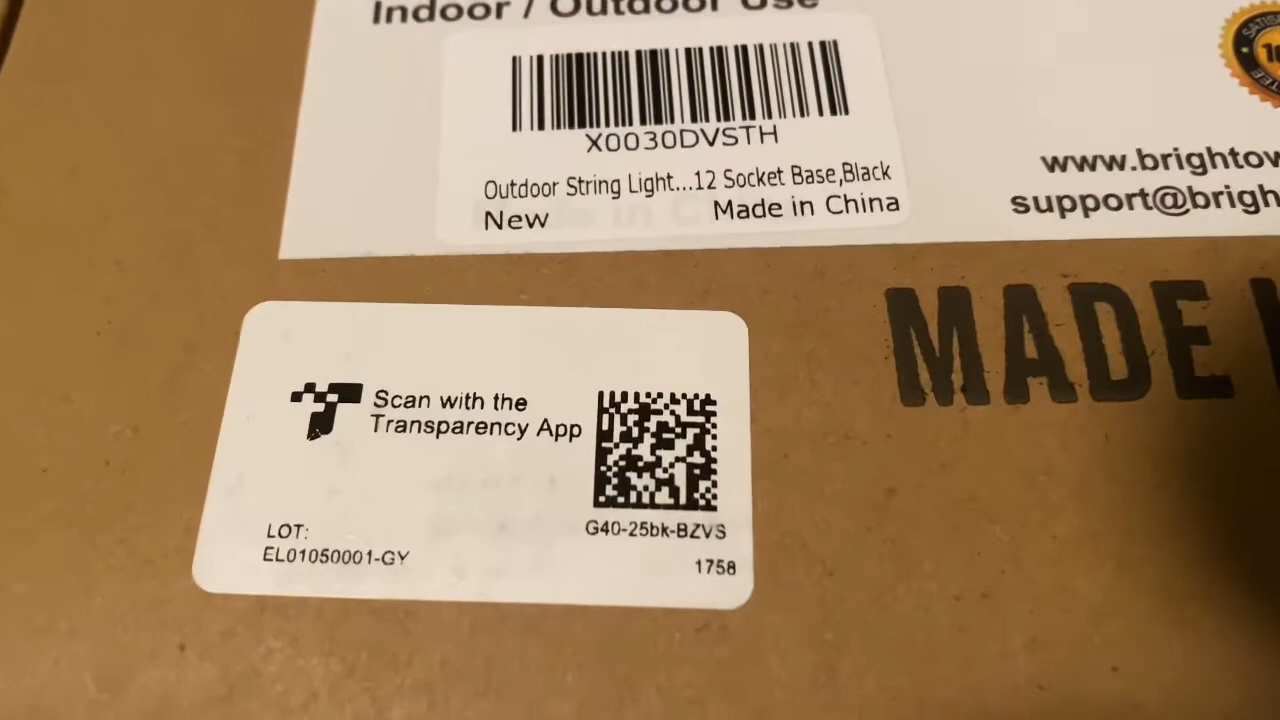 Indoor / Outdoor Use
X0030DVSTH
Outdoor String Light...12 Socket Base,Black
New
Made in China
www.brightow
support@brigh
MADE
Scan with the
Transparency App
LOT:
EL01050001-GY
G40-25bk-BZVS
1758